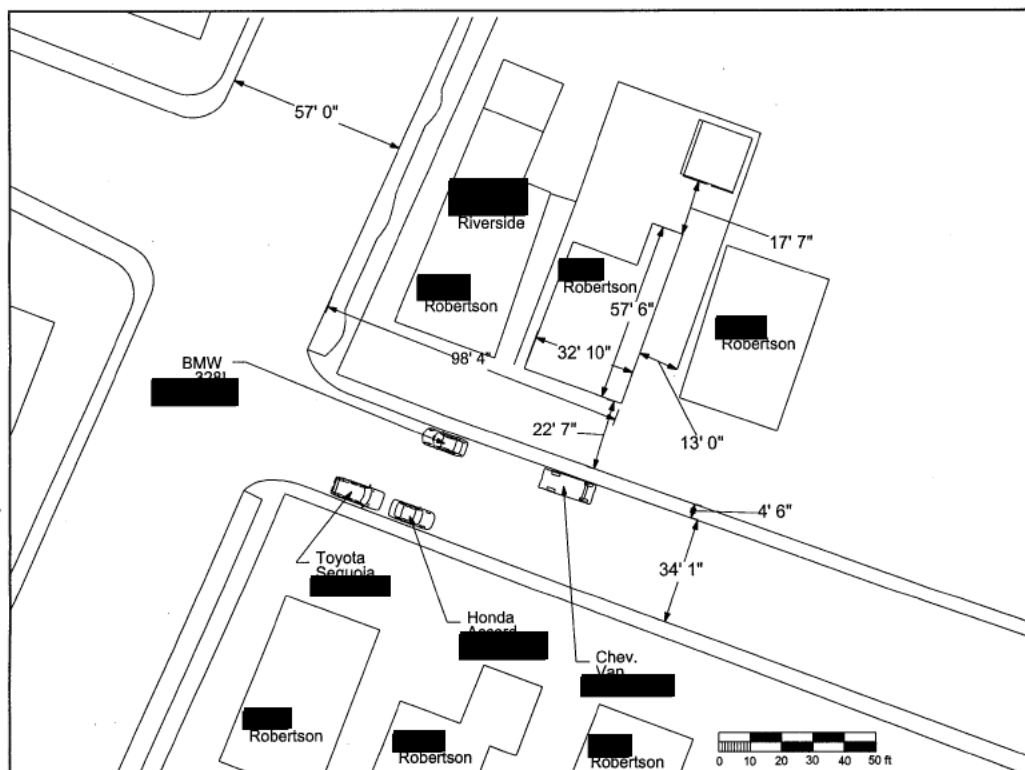 57' 0"
17' 7"
Riverside
Robertson
Robertson
57' 6"
Robertson
98' 4"
32' 10"
BMW
328I
22' 7"
13' 0"
4' 6"
34' 1"
Toyota
Sequoia
Honda
Accord
Chev.
Van
Robertson
Robertson
Robertson
0 10 20 30 40 50 ft